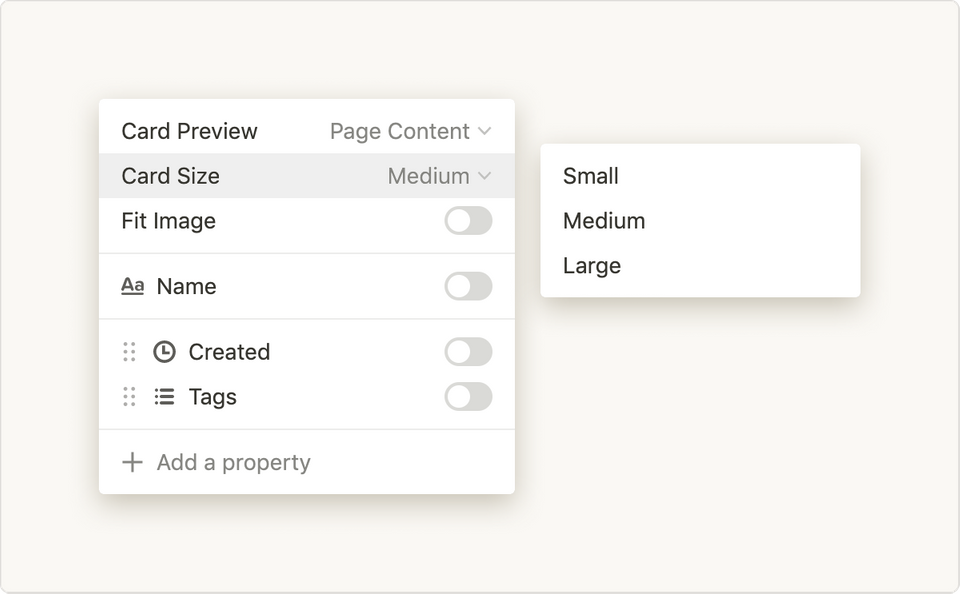 Card Preview Page Content
Card Size Medium
Fit Image
Aa Name
Created
Tags
Add a property
Small
Medium
Large